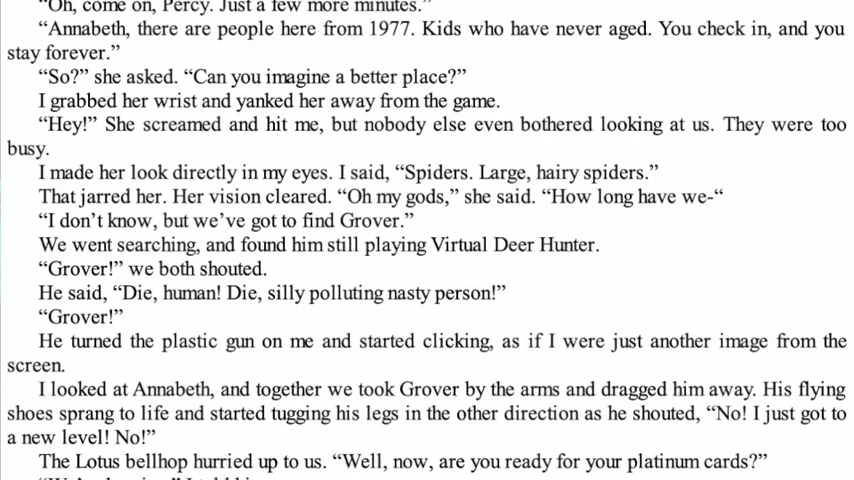 “Oh, come on, Percy. Just a few more minutes.”
“Annabeth, there are people here from 1977. Kids who have never aged. You check in, and you
stay forever.”
“So?” she asked. “Can you imagine a better place?”
I grabbed her wrist and yanked her away from the game.
“Hey!” She screamed and hit me, but nobody else even bothered looking at us. They were too
busy.
I made her look directly in my eyes. I said, “Spiders. Large, hairy spiders.”
That jarred her. Her vision cleared. “Oh my gods,” she said. “How long have we-“
“I don’t know, but we’ve got to find Grover.”
We went searching, and found him still playing Virtual Deer Hunter.
“Grover!” we both shouted.
He said, “Die, human! Die, silly polluting nasty person!”
“Grover!”
He turned the plastic gun on me and started clicking, as if I were just another image from the
screen.
I looked at Annabeth, and together we took Grover by the arms and dragged him away. His flying
shoes sprang to life and started tugging his legs in the other direction as he shouted, “No! I just got to
a new level! No!”
The Lotus bellhop hurried up to us. “Well, now, are you ready for your platinum cards?”